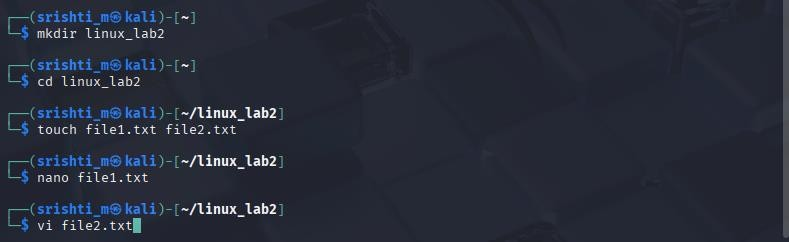 ┌──(srishti_m㉿kali)-[~]
└─$ mkdir linux_lab2
┌──(srishti_m㉿kali)-[~]
└─$ cd linux_lab2
┌──(srishti_m㉿kali)-[~/linux_lab2]
└─$ touch file1.txt file2.txt
┌──(srishti_m㉿kali)-[~/linux_lab2]
└─$ nano file1.txt
┌──(srishti_m㉿kali)-[~/linux_lab2]
└─$ vi file2.txt